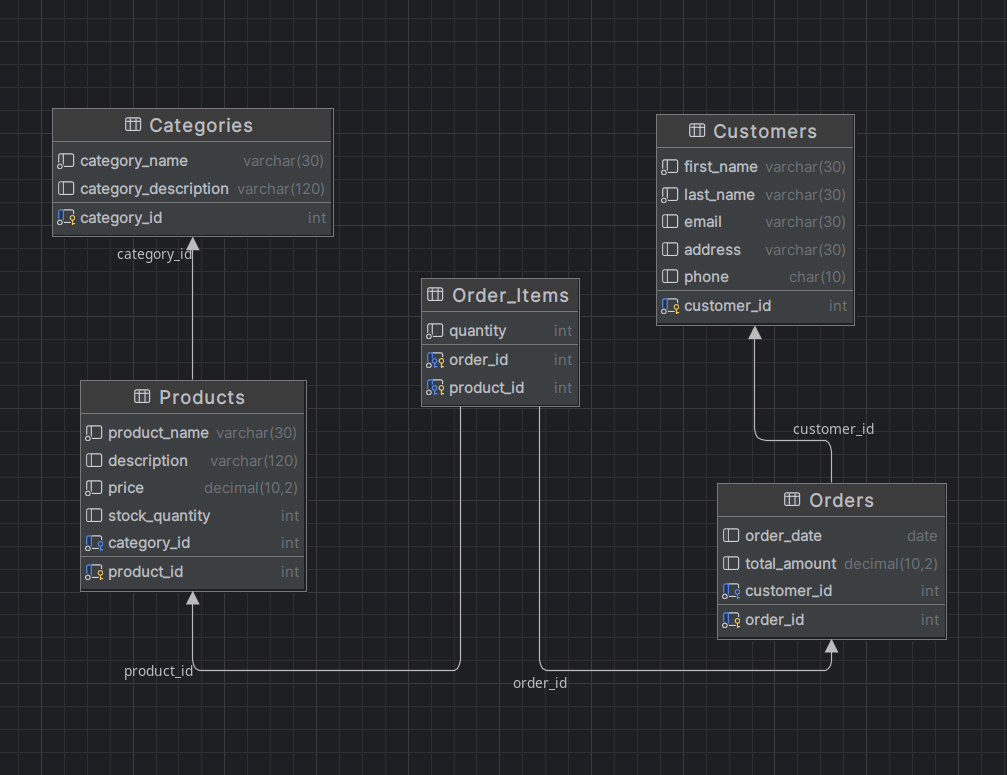 Categories
category_name varchar(30)
category_description varchar(120)
category_id int
category_id
Customers
first_name varchar(30)
last_name varchar(30)
email varchar(30)
address varchar(30)
phone char(10)
customer_id int
Order_Items
quantity int
order_id int
product_id int
Products
product_name varchar(30)
description varchar(120)
price decimal(10,2)
stock_quantity int
category_id int
product_id int
customer_id
Orders
order_date date
total_amount decimal(10,2)
customer_id int
order_id int
product_id
order_id